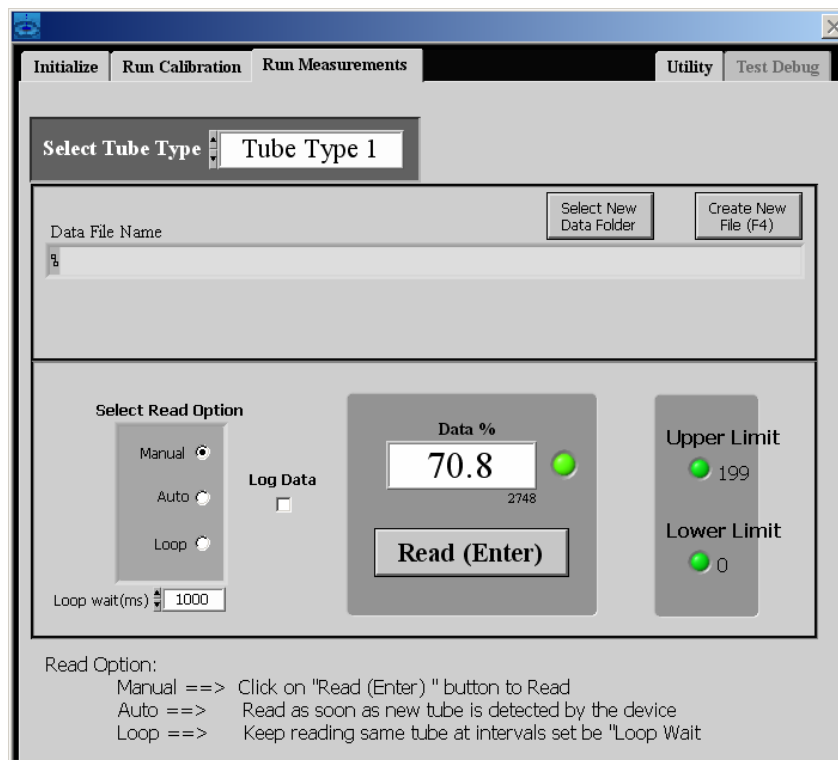 Initialize Run Calibration Run Measurements Utility Test Debug
Select Tube Type Tube Type 1
Select New
Data Folder
Create New
File (F4)
Data File Name
Select Read Option
Manual
Auto
Loop
Loop wait(ms) 1000
Log Data
Data %
70.8
2748
Read (Enter)
Upper Limit
199
Lower Limit
0
Read Option:
Manual ==> Click on "Read (Enter) " button to Read
Auto ==> Read as soon as new tube is detected by the device
Loop ==> Keep reading same tube at intervals set be "Loop Wait